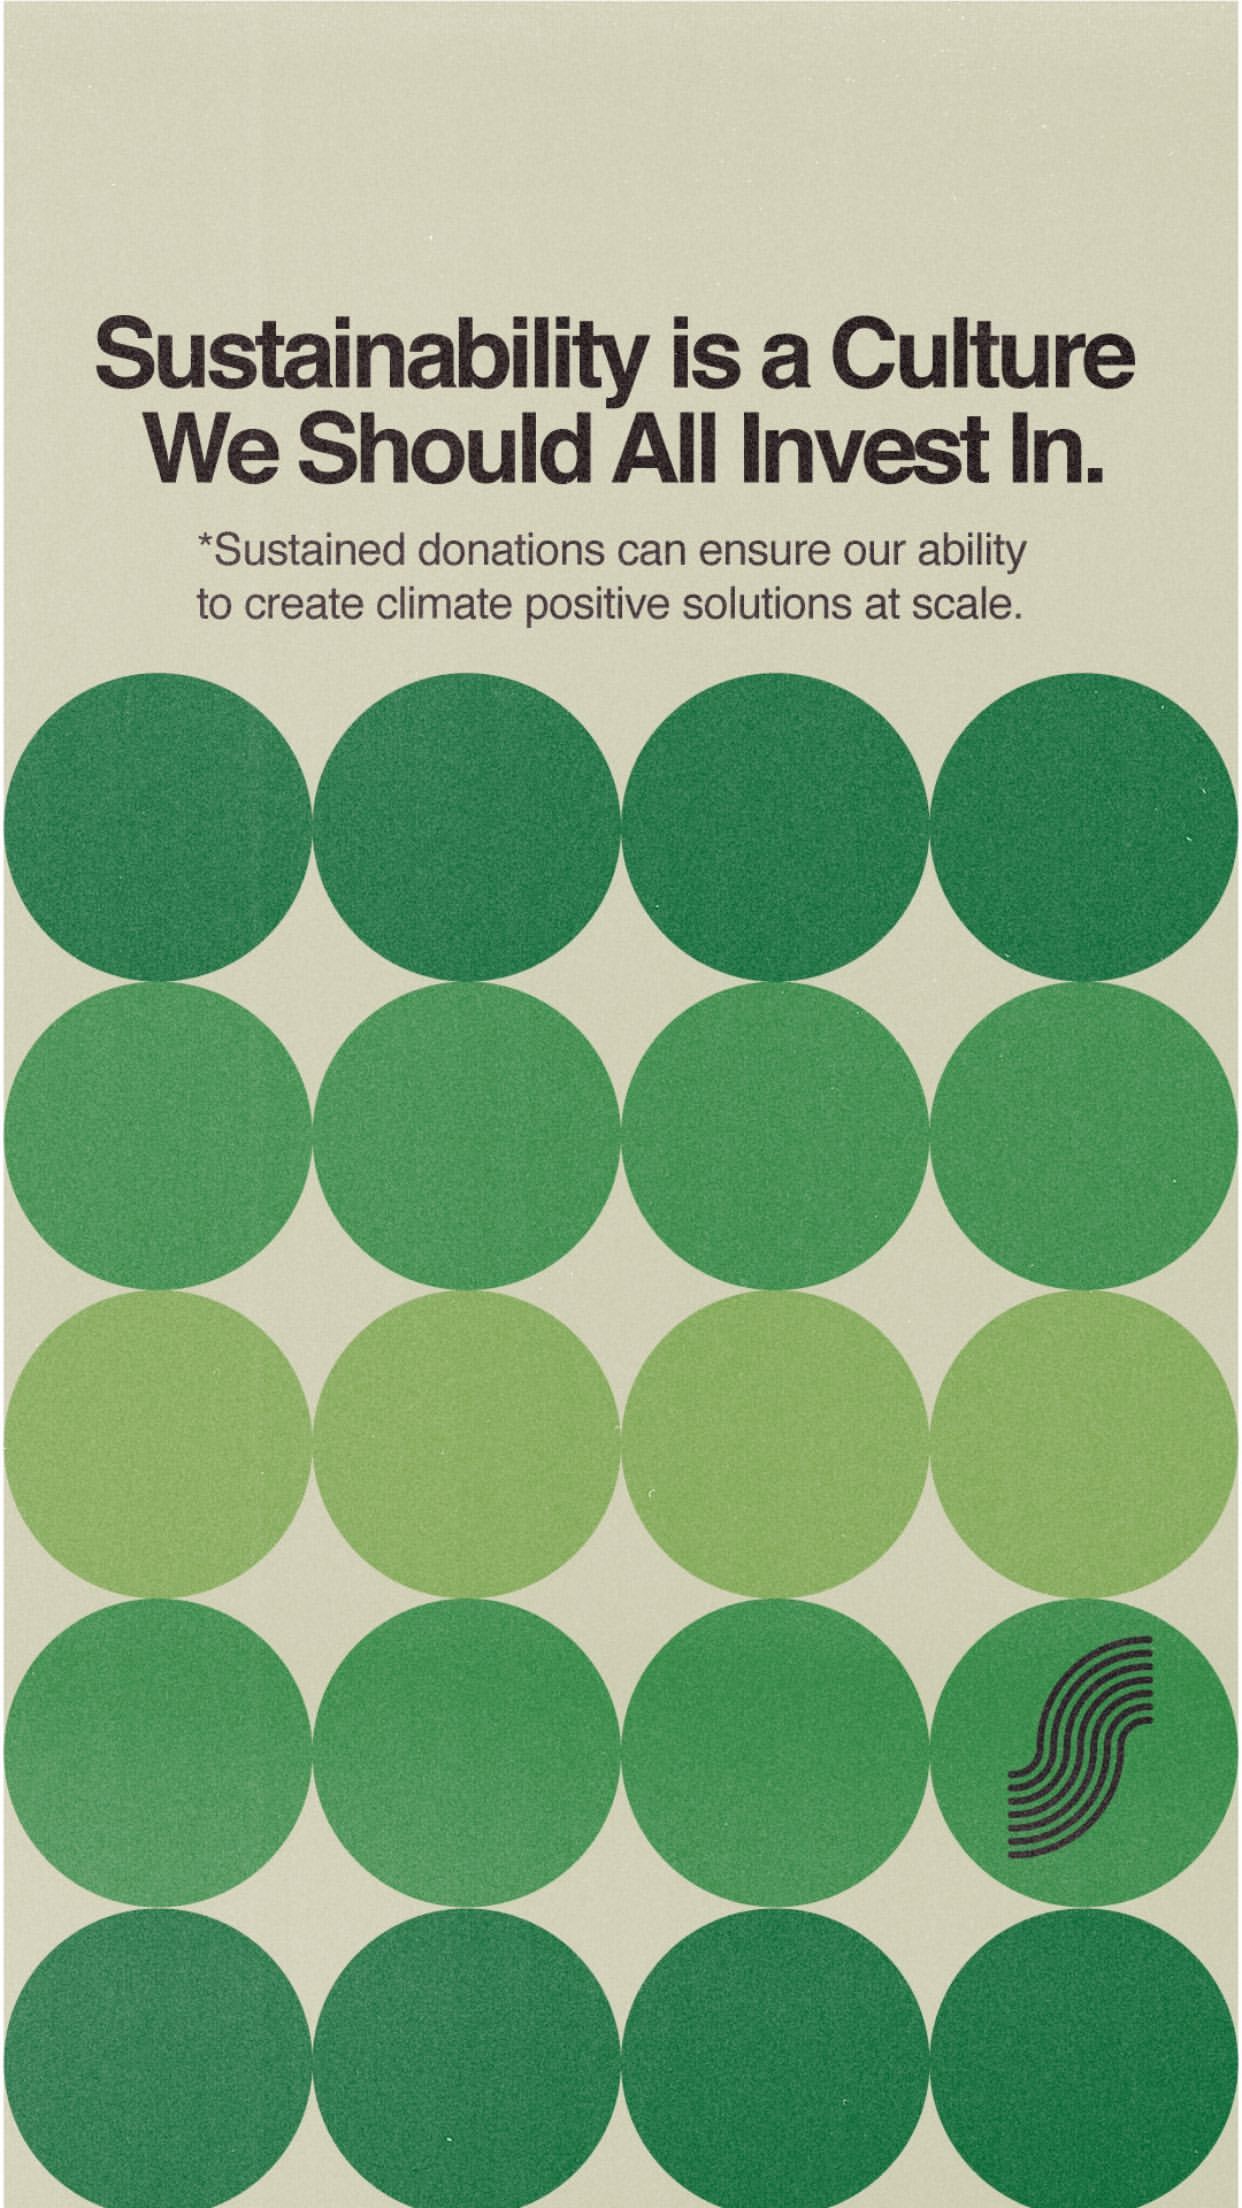 Sustainability is a Culture
We Should All Invest In.
*Sustained donations can ensure our ability
to create climate positive solutions at scale.